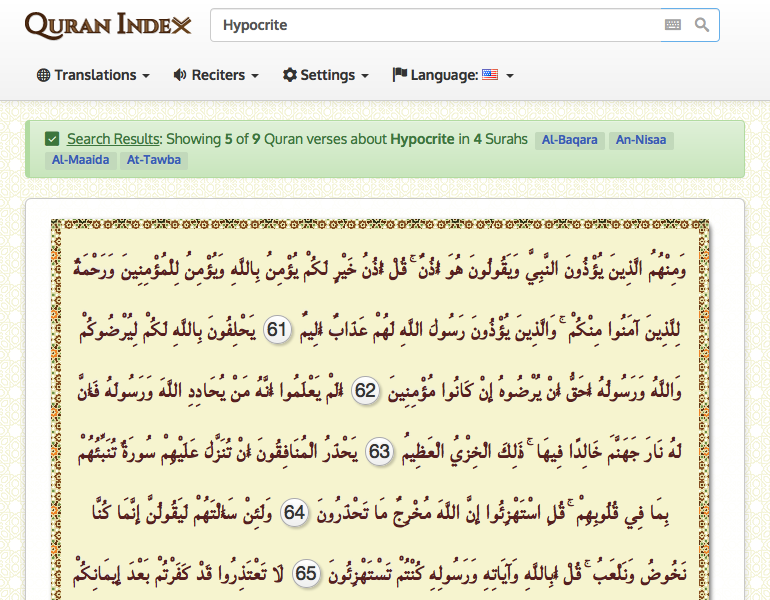 QURAN INDEX
Hypocrite
Translations
Reciters
Settings
Language:
Search Results: Showing 5 of 9 Quran verses about Hypocrite in 4 Surahs Al-Baqara An-Nisaa
Al-Maaida At-Tawba
وَمِنْهُمُ الَّذِينَ يُؤْذُونَ النَّبِيَّ وَيَقُولُونَ هُوَ أُذُنٌ ۚ قُلْ أُذُنُ خَيْرٍ لَكُمْ يُؤْمِنُ بِاللَّهِ وَيُؤْمِنُ لِلْمُؤْمِنِينَ وَرَحْمَةٌ
لِلَّذِينَ آمَنُوا مِنْكُمْ ۚ وَالَّذِينَ يُؤْذُونَ رَسُولَ اللَّهِ لَهُمْ عَذَابٌ أَلِيمٌ 61 يَحْلِفُونَ بِاللَّهِ لَكُمْ لِيُرْضُوكُمْ
وَاللَّهُ وَرَسُولُهُ أَحَقُّ أَنْ يُرْضُوهُ إِنْ كَانُوا مُؤْمِنِينَ 62 أَلَمْ يَعْلَمُوا أَنَّهُ مَنْ يُحَادِدِ اللَّهَ وَرَسُولَهُ فَأَنَّ
لَهُ نَارَ جَهَنَّمَ خَالِدًا فِيهَا ۚ ذَٰلِكَ الْخِزْيُ الْعَظِيمُ 63 يَحْذَرُ الْمُنَافِقُونَ أَنْ تُنَزَّلَ عَلَيْهِمْ سُورَةٌ تُنَبِّئُهُمْ
بِمَا فِي قُلُوبِهِمْ ۚ قُلِ اسْتَهْزِئُوا إِنَّ اللَّهَ مُخْرِجٌ مَا تَحْذَرُونَ 64 وَلَئِنْ سَأَلْتَهُمْ لَيَقُولُنَّ إِنَّمَا كُنَّا
نَخُوضُ وَنَلْعَبُ ۚ قُلْ أَبِاللَّهِ وَآيَاتِهِ وَرَسُولِهِ كُنْتُمْ تَسْتَهْزِئُونَ 65 لَا تَعْتَذِرُوا قَدْ كَفَرْتُمْ بَعْدَ إِيمَانِكُمْ